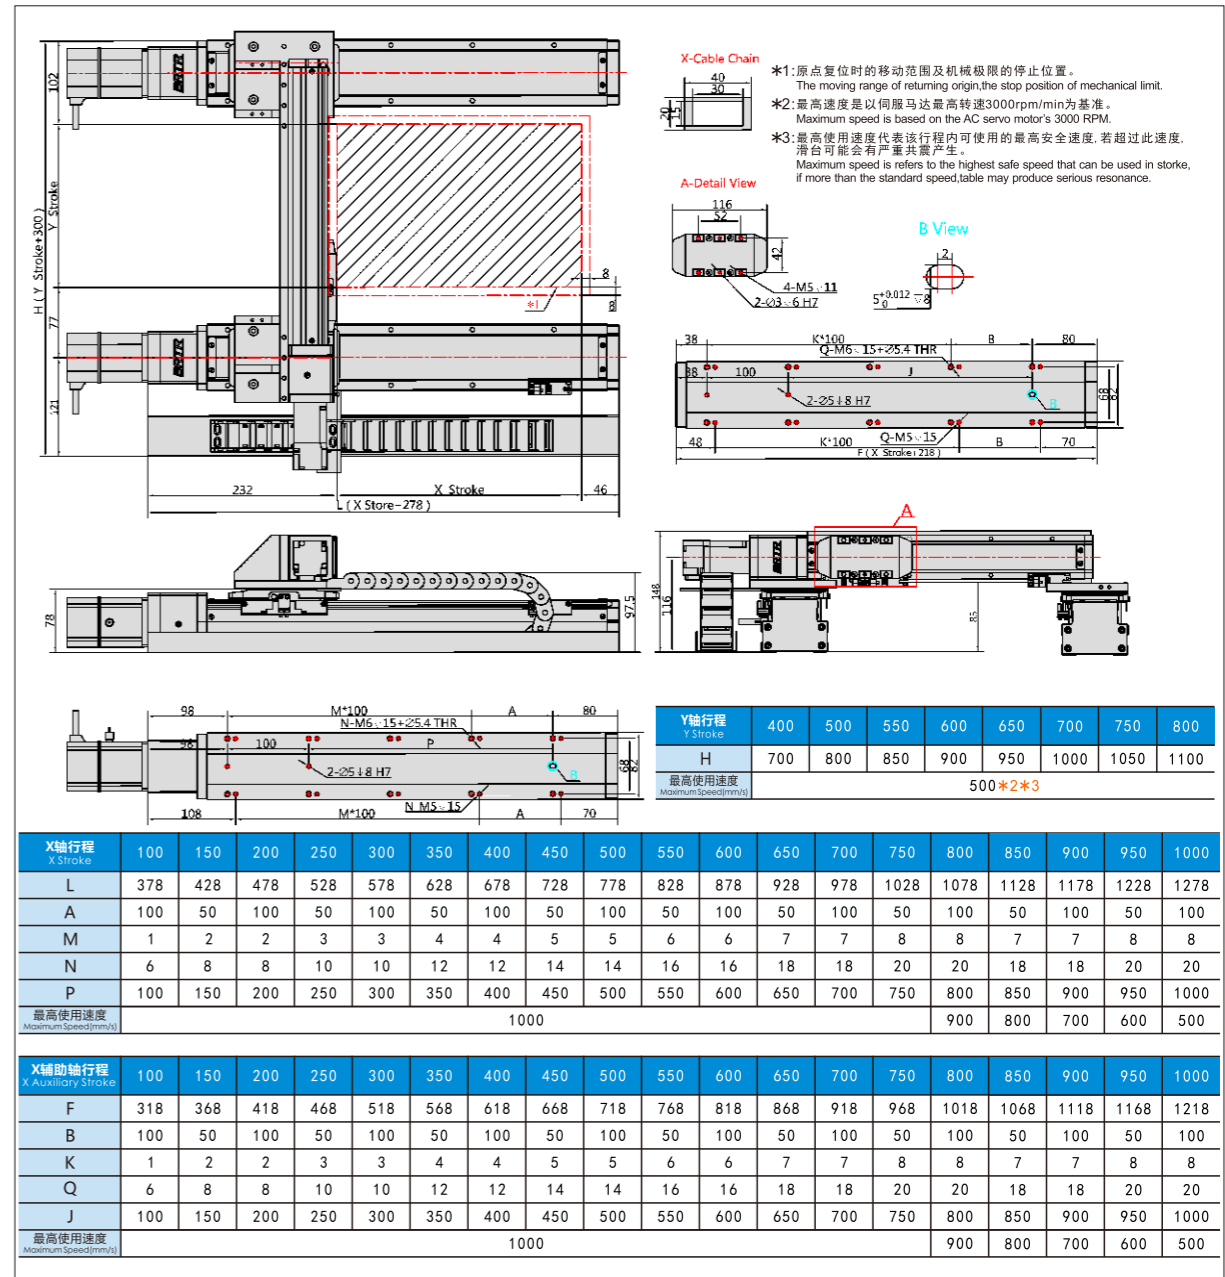 X-Cable Chain
40
30
20
15
*1:原点复位时的移动范围及机械极限的停止位置。
The moving range of returning origin,the stop position of mechanical limit.
*2:最高速度是以伺服马达最高转速3000rpm/min为基准。
Maximum speed is based on the AC servo motor's 3000 RPM.
*3:最高使用速度代表该行程内可使用的最高安全速度,若超过此速度,
滑台可能会有严重共震产生。
Maximum speed is refers to the highest safe speed that can be used in storke,
if more than the standard speed,table may produce serious resonance.
102
Y Stroke
H ( Y Stroke+300 )
77
121
8
8
*1
232
X Stroke
46
L ( X Store-278 )
A-Detail View
116
52
42
4-M5 11
2-Ø3 6 H7
B View
2
5 +0.012 0
8
38
K*100
B
80
Q-M6 15+Ø5.4 THR
38
100
J
2-Ø5↓8 H7
B
68
82
48
K*100
Q-M5 15
B
70
F ( X Stroke+218 )
78
97.5
A
148
116
85
98
M*100
A
80
N-M6 15+Ø5.4 THR
98
100
P
2-Ø5↓8 H7
B
68
82
108
M*100
N M5 15
A
70
Y轴行程 400 500 550 600 650 700 750 800
Y Stroke
H 700 800 850 900 950 1000 1050 1100
最高使用速度 500*2*3
Maximum Speed(mm/s)
X轴行程 100 150 200 250 300 350 400 450 500 550 600 650 700 750 800 850 900 950 1000
X Stroke
L 378 428 478 528 578 628 678 728 778 828 878 928 978 1028 1078 1128 1178 1228 1278
A 100 50 100 50 100 50 100 50 100 50 100 50 100 50 100 50 100 50 100
M 1 2 2 3 3 4 4 5 5 6 6 7 7 8 8 7 7 8 8
N 6 8 8 10 10 12 12 14 14 16 16 18 18 20 20 18 18 20 20
P 100 150 200 250 300 350 400 450 500 550 600 650 700 750 800 850 900 950 1000
最高使用速度 1000 900 800 700 600 500
Maximum Speed(mm/s)
X辅助轴行程 100 150 200 250 300 350 400 450 500 550 600 650 700 750 800 850 900 950 1000
X Auxiliary Stroke
F 318 368 418 468 518 568 618 668 718 768 818 868 918 968 1018 1068 1118 1168 1218
B 100 50 100 50 100 50 100 50 100 50 100 50 100 50 100 50 100 50 100
K 1 2 2 3 3 4 4 5 5 6 6 7 7 8 8 7 7 8 8
Q 6 8 8 10 10 12 12 14 14 16 16 18 18 20 20 18 18 20 20
J 100 150 200 250 300 350 400 450 500 550 600 650 700 750 800 850 900 950 1000
最高使用速度 1000 900 800 700 600 500
Maximum Speed(mm/s)